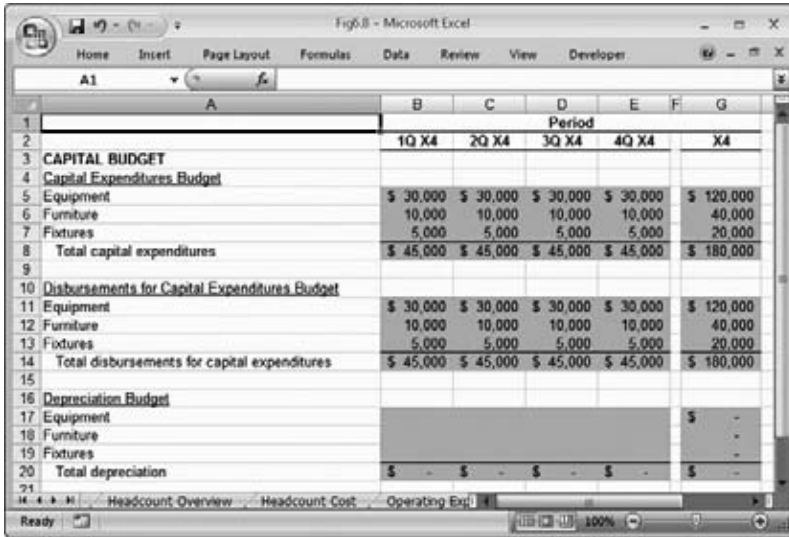 Fig6.8 - Microsoft Excel
Home Insert Page Layout Formulas Data Review View Developer
A1 fx
A B C D E F G
1 Period
2 1Q X4 2Q X4 3Q X4 4Q X4 X4
3 CAPITAL BUDGET
4 Capital Expenditures Budget
5 Equipment $ 30,000 $ 30,000 $ 30,000 $ 30,000 $ 120,000
6 Furniture 10,000 10,000 10,000 10,000 40,000
7 Fixtures 5,000 5,000 5,000 5,000 20,000
8 Total capital expenditures $ 45,000 $ 45,000 $ 45,000 $ 45,000 $ 180,000
9
10 Disbursements for Capital Expenditures Budget
11 Equipment $ 30,000 $ 30,000 $ 30,000 $ 30,000 $ 120,000
12 Furniture 10,000 10,000 10,000 10,000 40,000
13 Fixtures 5,000 5,000 5,000 5,000 20,000
14 Total disbursements for capital expenditures $ 45,000 $ 45,000 $ 45,000 $ 45,000 $ 180,000
15
16 Depreciation Budget
17 Equipment $ -
18 Furniture -
19 Fixtures -
20 Total depreciation $ - $ - $ - $ - $ -
21
Headcount Overview Headcount Cost Operating Exp
Ready 100%